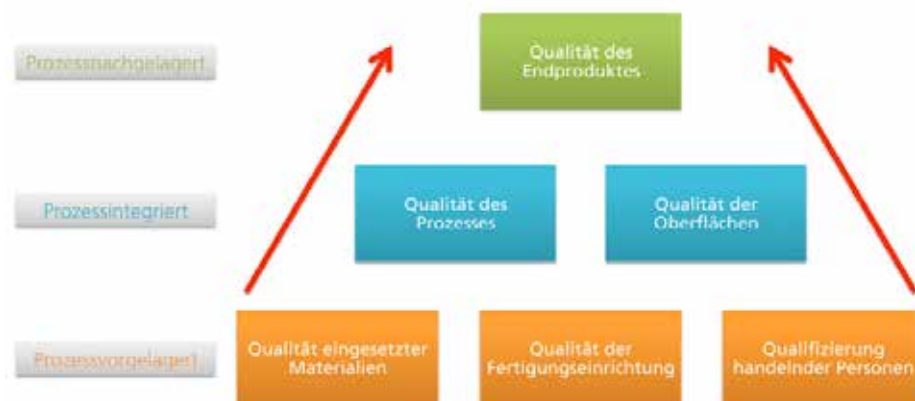 Prozessnachgelagert
Qualität des
Endproduktes
Prozessintegriert
Qualität des
Prozesses
Qualität der
Oberflächen
Prozessvorgelagert
Qualität eingesetzter
Materialien
Qualität der
Fertigungseinrichtung
Qualifizierung
handelnder Personen